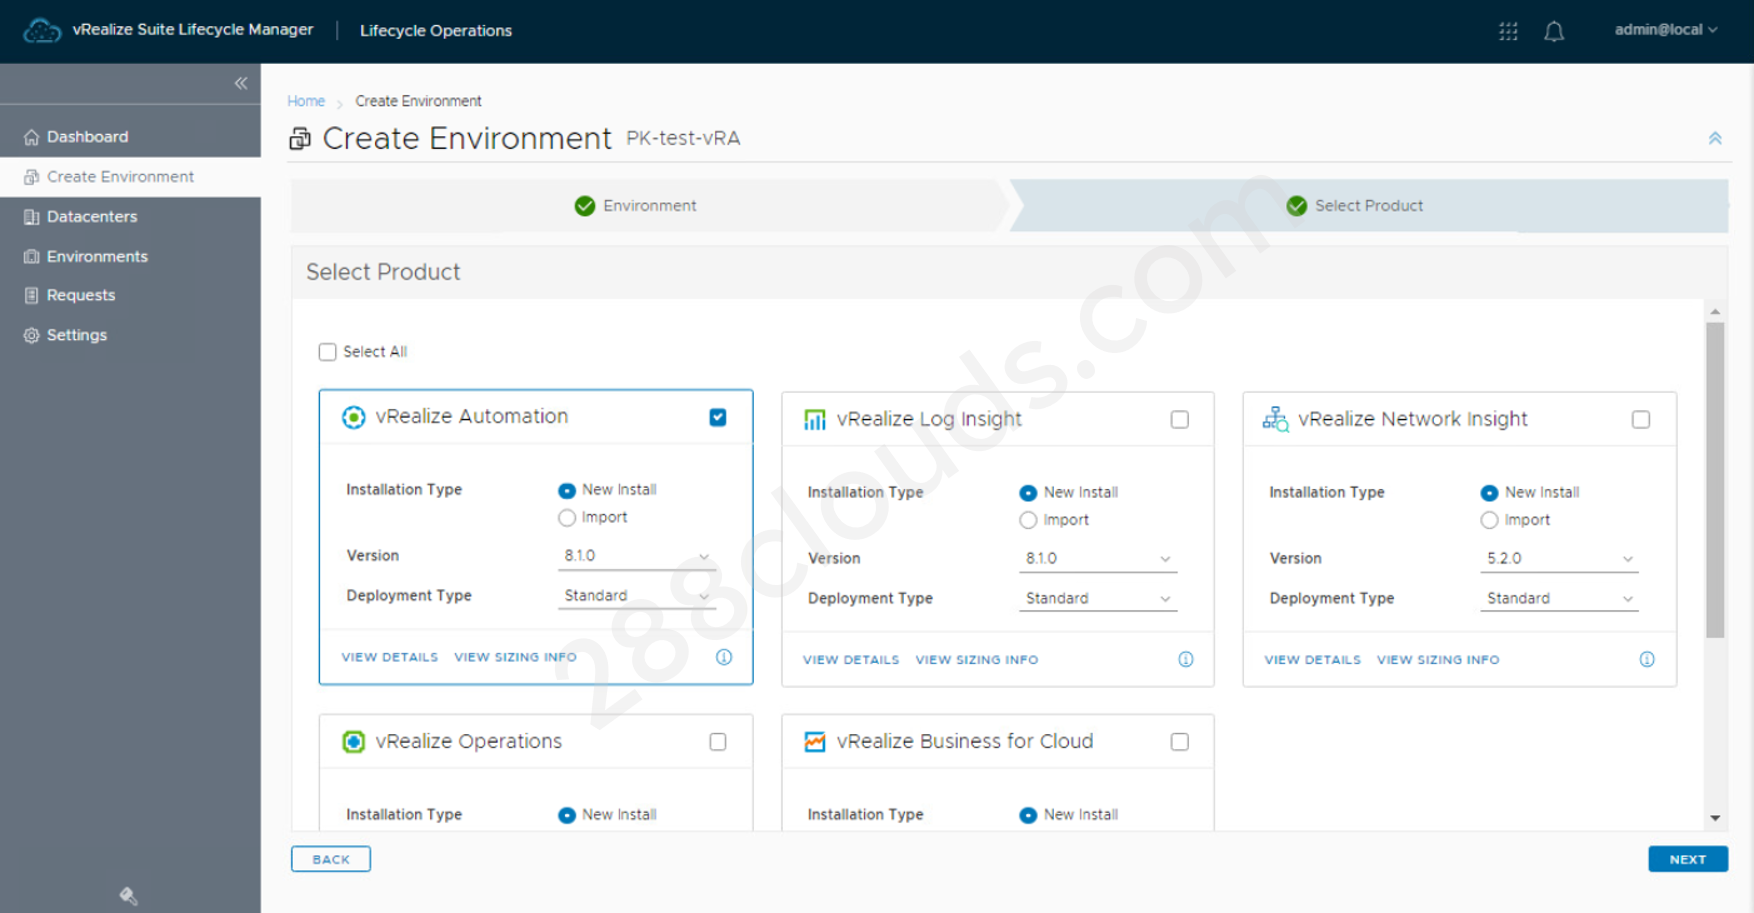 vRealize Suite Lifecycle Manager
Lifecycle Operations
admin@local
Dashboard
Create Environment
Datacenters
Environments
Requests
Settings
Home > Create Environment
Create Environment PK-test-vRA
Environment
Select Product
Select Product
Select All
vRealize Automation
Installation Type
New Install
Import
Version
8.1.0
Deployment Type
Standard
VIEW DETAILS VIEW SIZING INFO
vRealize Log Insight
Installation Type
New Install
Import
Version
8.1.0
Deployment Type
Standard
VIEW DETAILS VIEW SIZING INFO
vRealize Network Insight
Installation Type
New Install
Import
Version
5.2.0
Deployment Type
Standard
VIEW DETAILS VIEW SIZING INFO
vRealize Operations
Installation Type
New Install
vRealize Business for Cloud
Installation Type
New Install
BACK
NEXT
288clouds.com